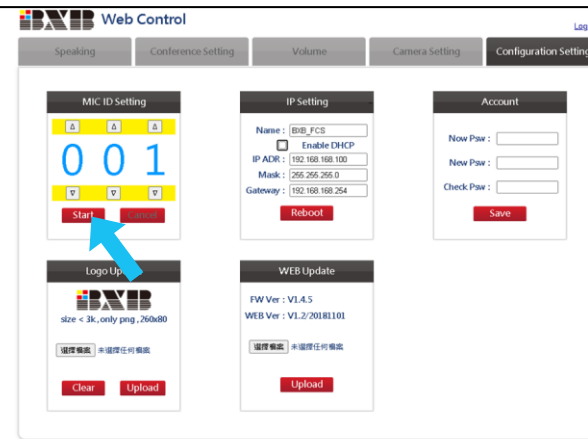 BXB Web Control
Log
Speaking
Conference Setting
Volume
Camera Setting
Configuration Setting
MIC ID Setting
0 0 1
Start
Cancel
IP Setting
Name : BXB_FCS
Enable DHCP
IP ADR : 192.168.168.100
Mask : 255.255.255.0
Gateway : 192.168.168.254
Reboot
Account
Now Psw :
New Psw :
Check Psw :
Save
Logo Up
BXB
size < 3k,only png ,260x80
選擇檔案 未選擇任何檔案
Clear
Upload
WEB Update
FW Ver : V1.4.5
WEB Ver : V1.2/20181101
選擇檔案 未選擇任何檔案
Upload